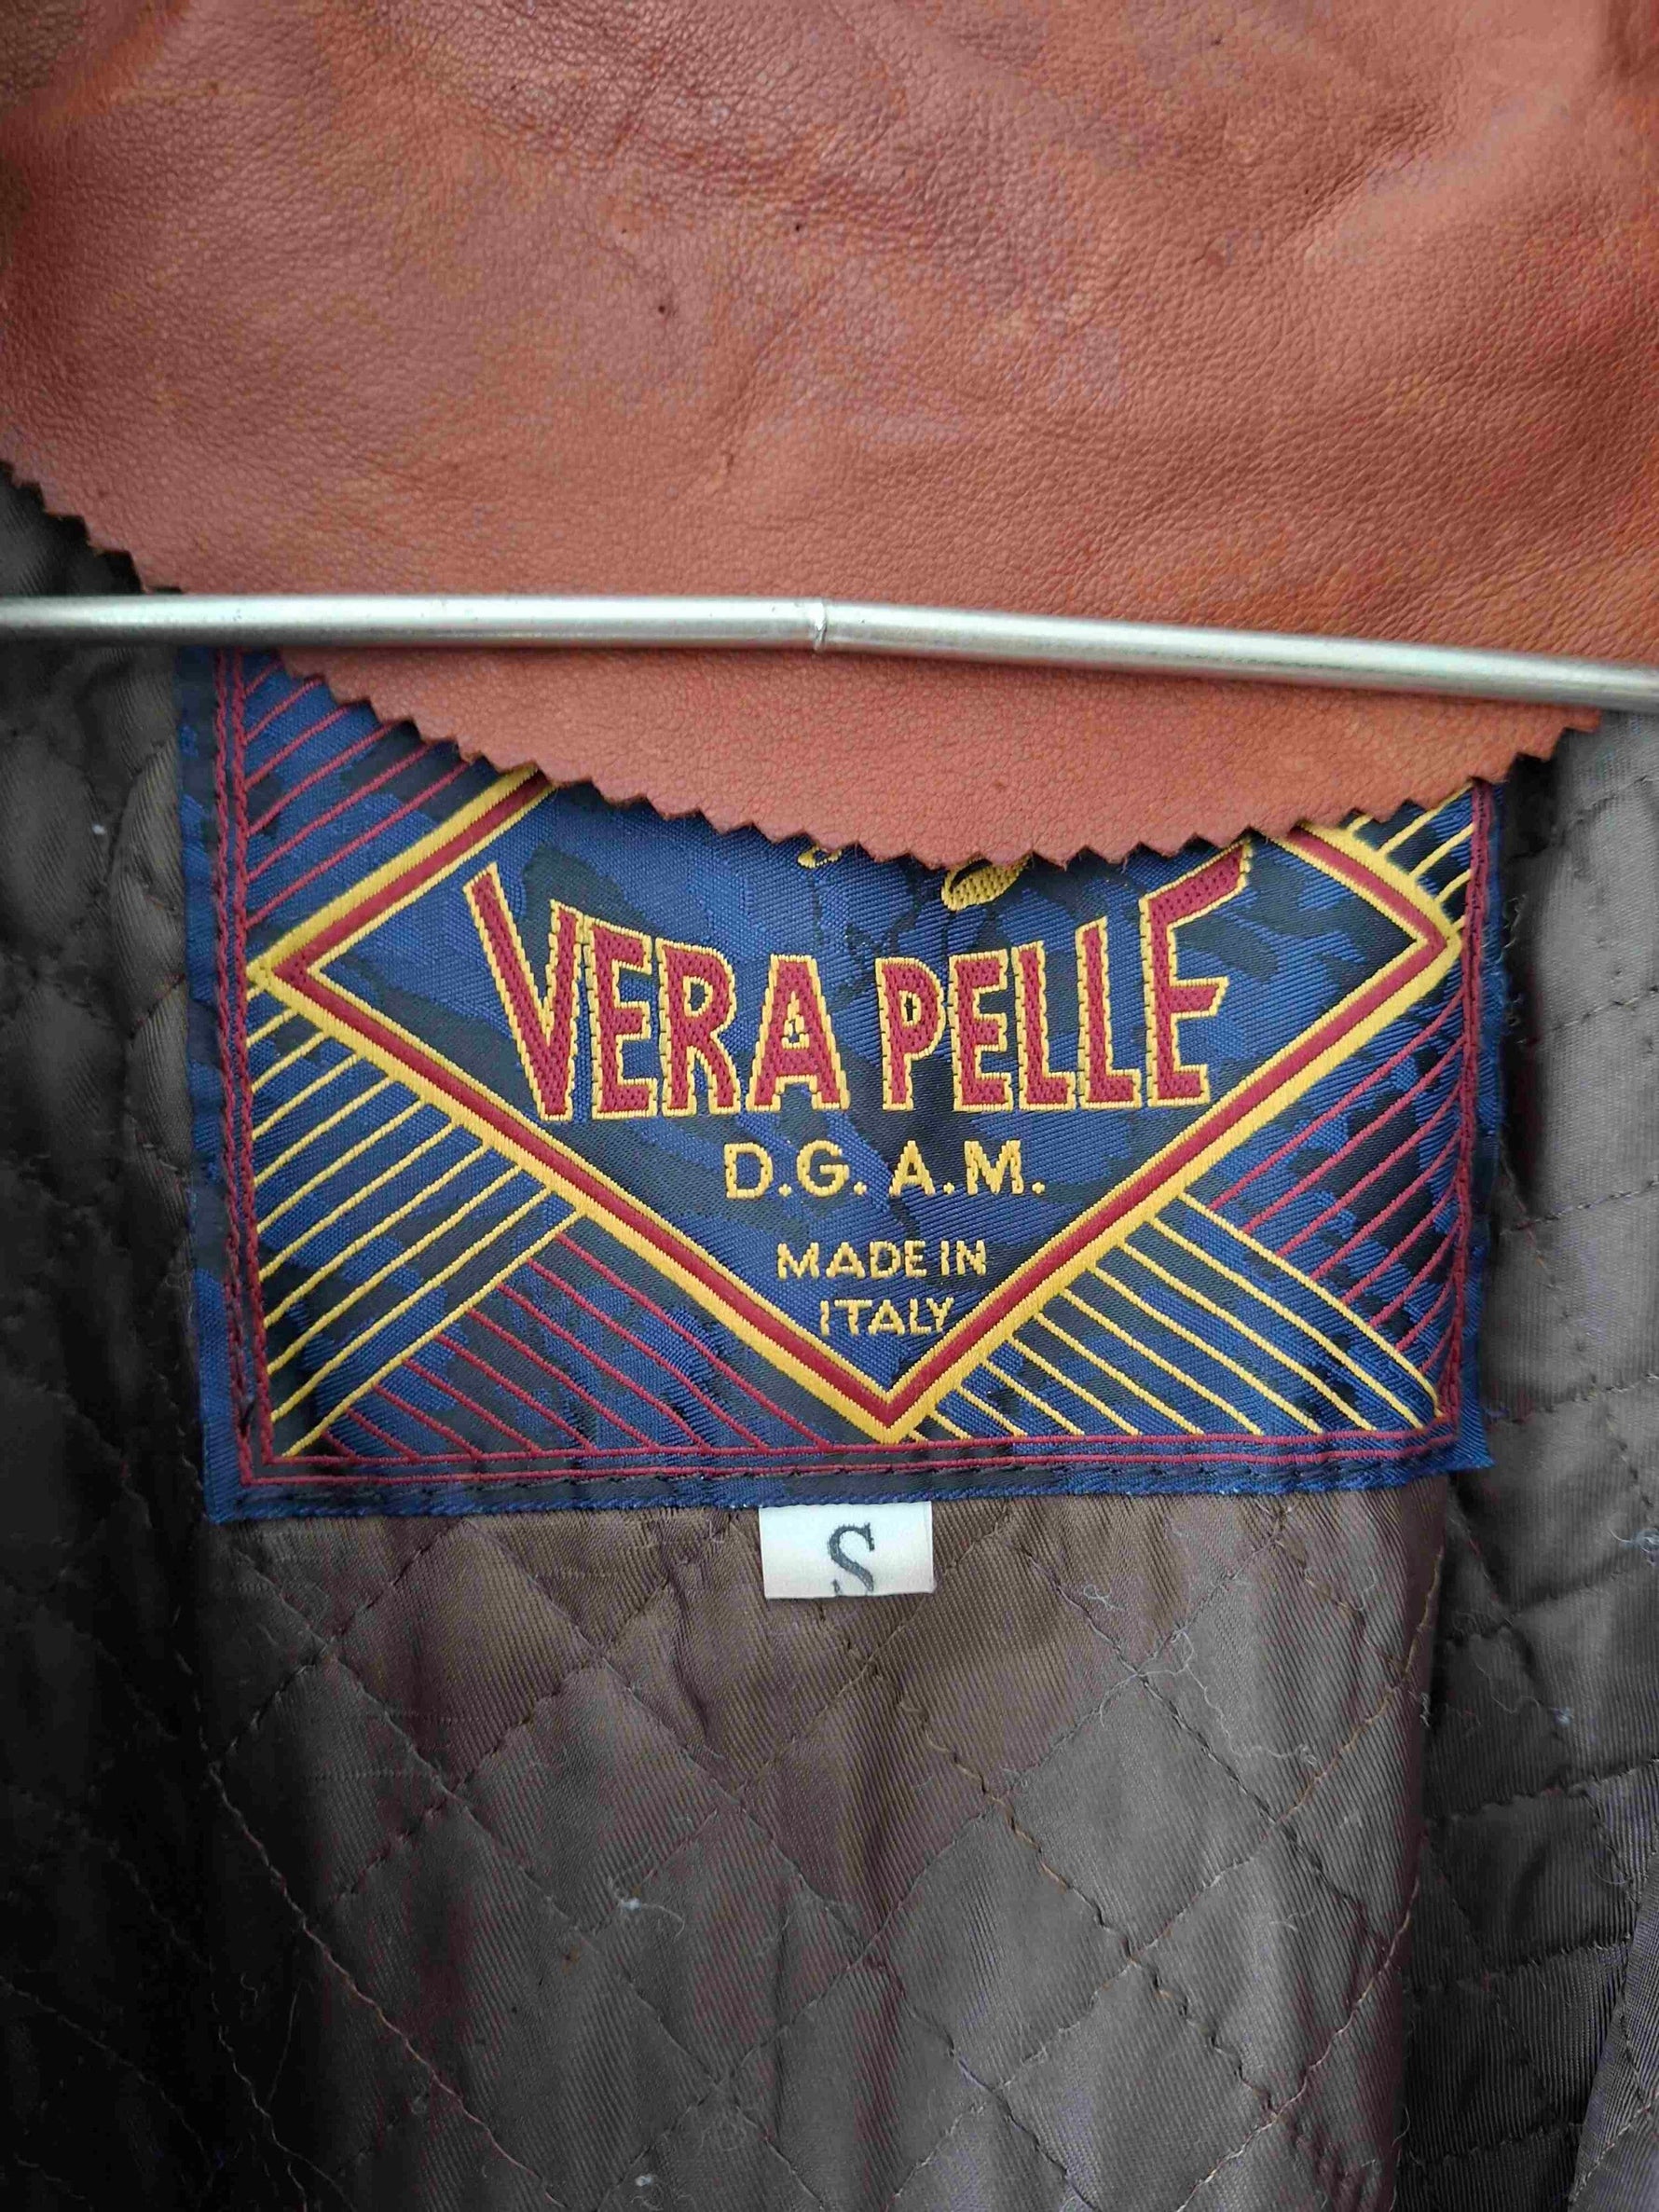 VERA PELLE
D.G. A.M.
MADE IN
ITALY
S